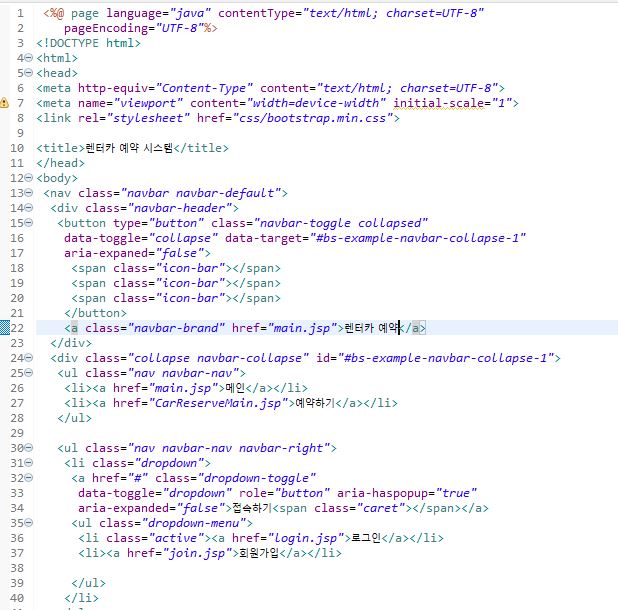 1 <%@ page language="java" contentType="text/html; charset=UTF-8"
2 pageEncoding="UTF-8"%>
3 <!DOCTYPE html>
4 <html>
5 <head>
6 <meta http-equiv="Content-Type" content="text/html; charset=UTF-8">
7 <meta name="viewport" content="width=device-width" initial-scale="1">
8 <link rel="stylesheet" href="css/bootstrap.min.css">
9
10 <title>렌터카 예약 시스템</title>
11 </head>
12 <body>
13 <nav class="navbar navbar-default">
14 <div class="navbar-header">
15 <button type="button" class="navbar-toggle collapsed"
16 data-toggle="collapse" data-target="#bs-example-navbar-collapse-1"
17 aria-expaned="false">
18 <span class="icon-bar"></span>
19 <span class="icon-bar"></span>
20 <span class="icon-bar"></span>
21 </button>
22 <a class="navbar-brand" href="main.jsp">렌터카 예약</a>
23 </div>
24 <div class="collapse navbar-collapse" id="#bs-example-navbar-collapse-1">
25 <ul class="nav navbar-nav">
26 <li><a href="main.jsp">메인</a></li>
27 <li><a href="CarReserveMain.jsp">예약하기</a></li>
28 </ul>
29
30 <ul class="nav navbar-nav navbar-right">
31 <li class="dropdown">
32 <a href="#" class="dropdown-toggle"
33 data-toggle="dropdown" role="button" aria-haspopup="true"
34 aria-expanded="false">접속하기<span class="caret"></span></a>
35 <ul class="dropdown-menu">
36 <li class="active"><a href="login.jsp">로그인</a></li>
37 <li><a href="join.jsp">회원가입</a></li>
38
39 </ul>
40 </li>